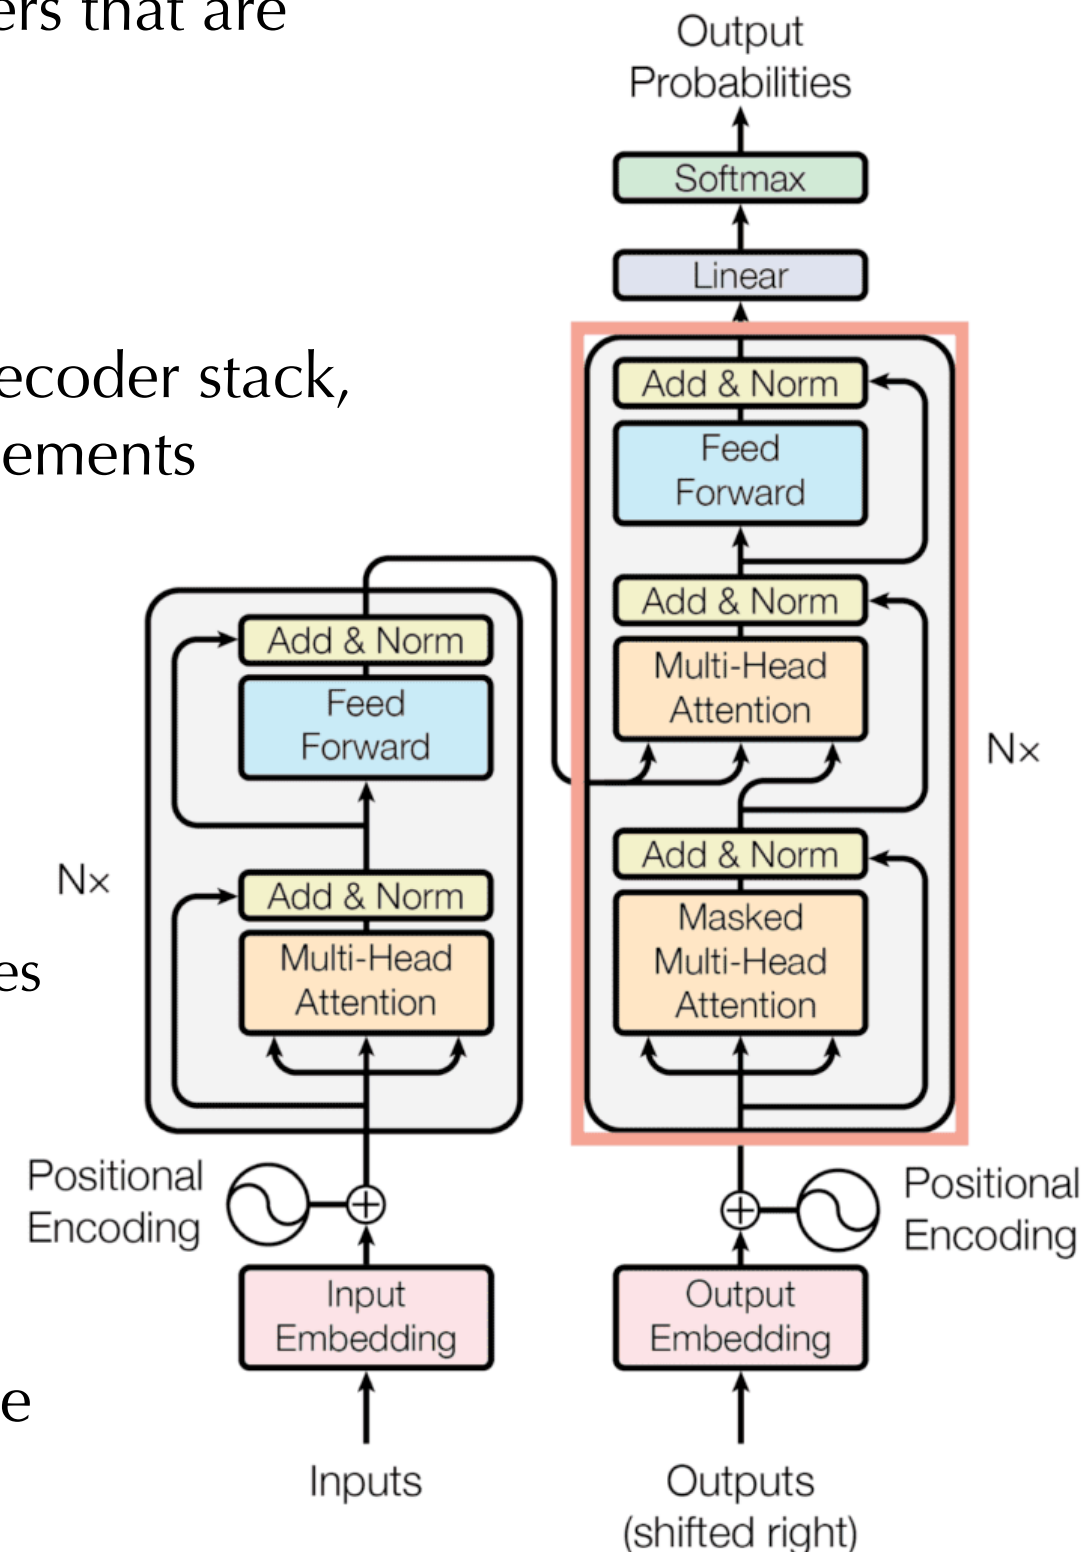 ers that are
ecoder stack,
ements
es
e
Output
Probabilities
Softmax
Linear
Add & Norm
Feed
Forward
Add & Norm
Multi-Head
Attention
Nx
Add & Norm
Masked
Multi-Head
Attention
Add & Norm
Feed
Forward
Nx
Add & Norm
Multi-Head
Attention
Positional
Encoding
Positional
Encoding
Input
Embedding
Output
Embedding
Inputs
Outputs
(shifted right)